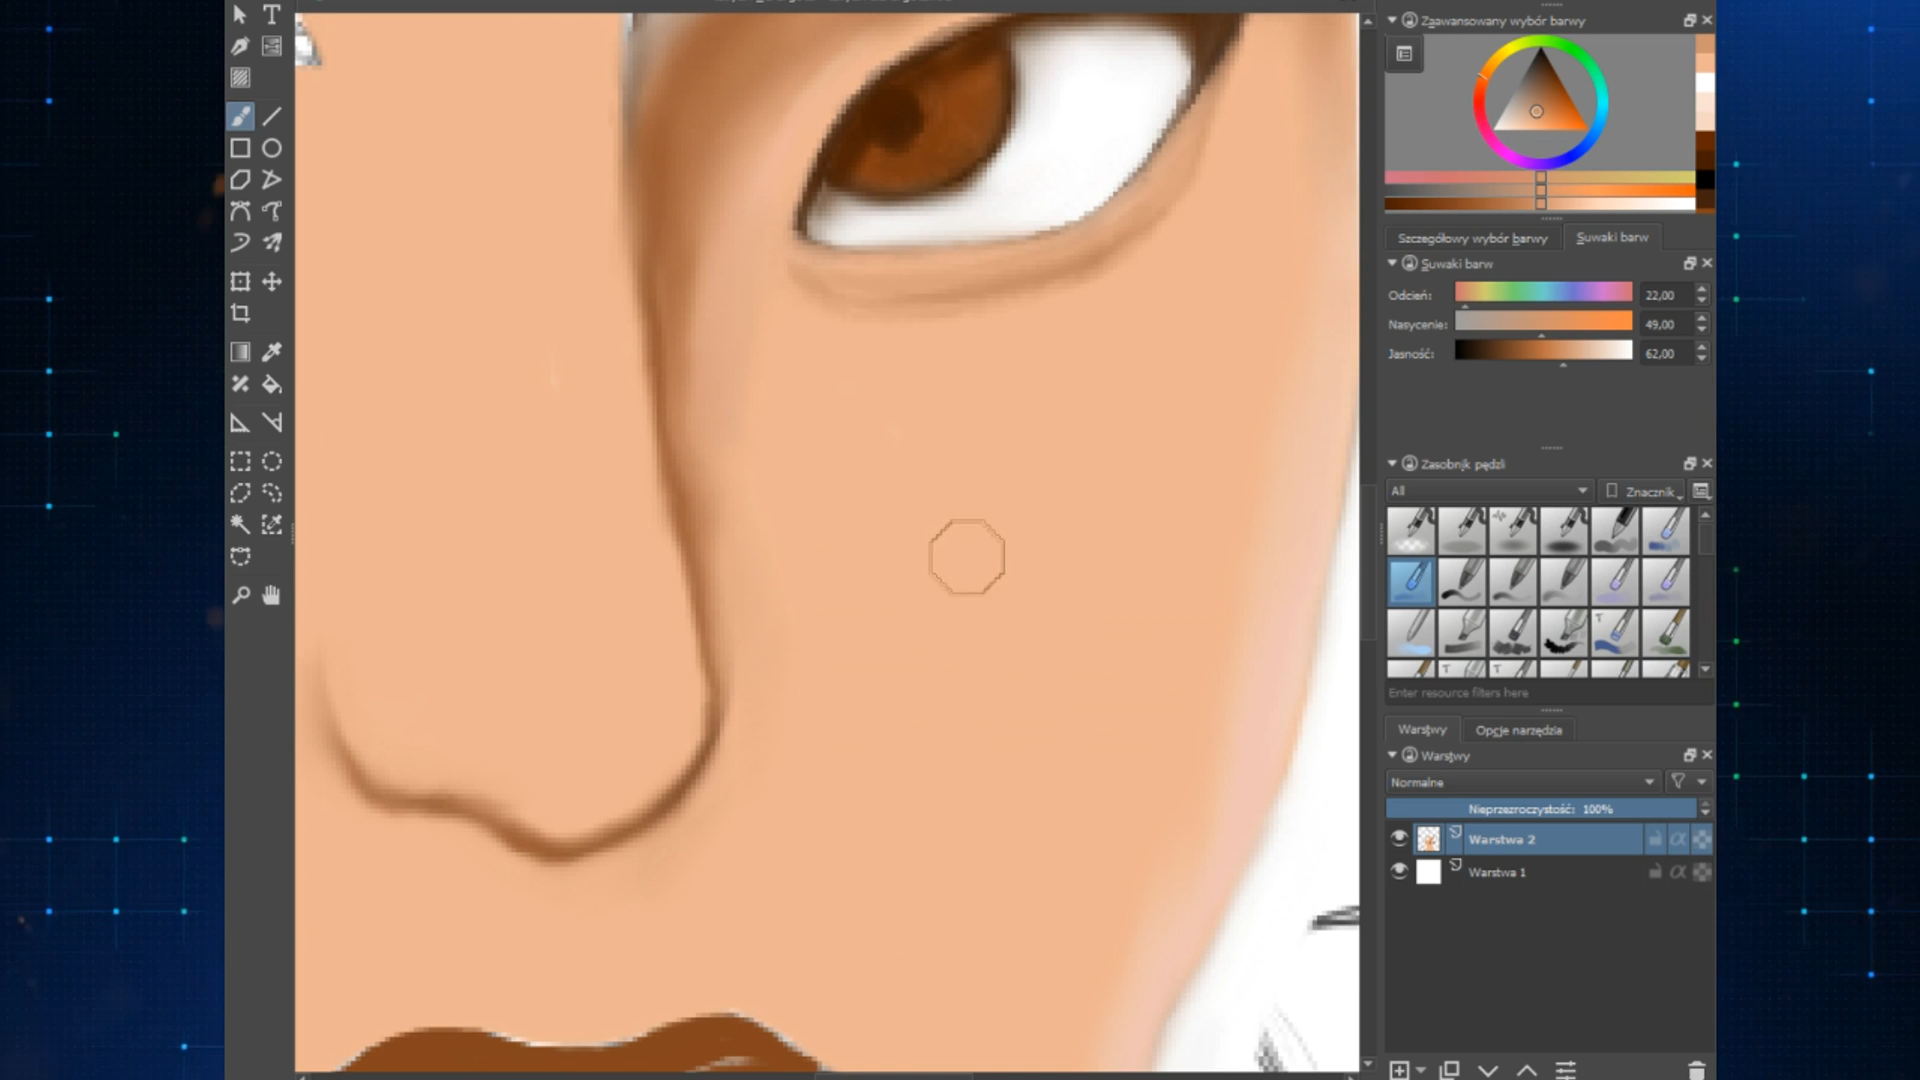 Zaawansowany wybór barwy
Szczegółowy wybór barwy
Suwaki barw
Suwaki barw
Odcień: 22,00
Nasycenie: 49,00
Jasność: 62,00
Zasobnik pędzli
All
Znacznik
Enter resource filters here
Warstwy
Opcje narzędzia
Warstwy
Normalne
Nieprzezroczystość: 100%
Warstwa 2
Warstwa 1